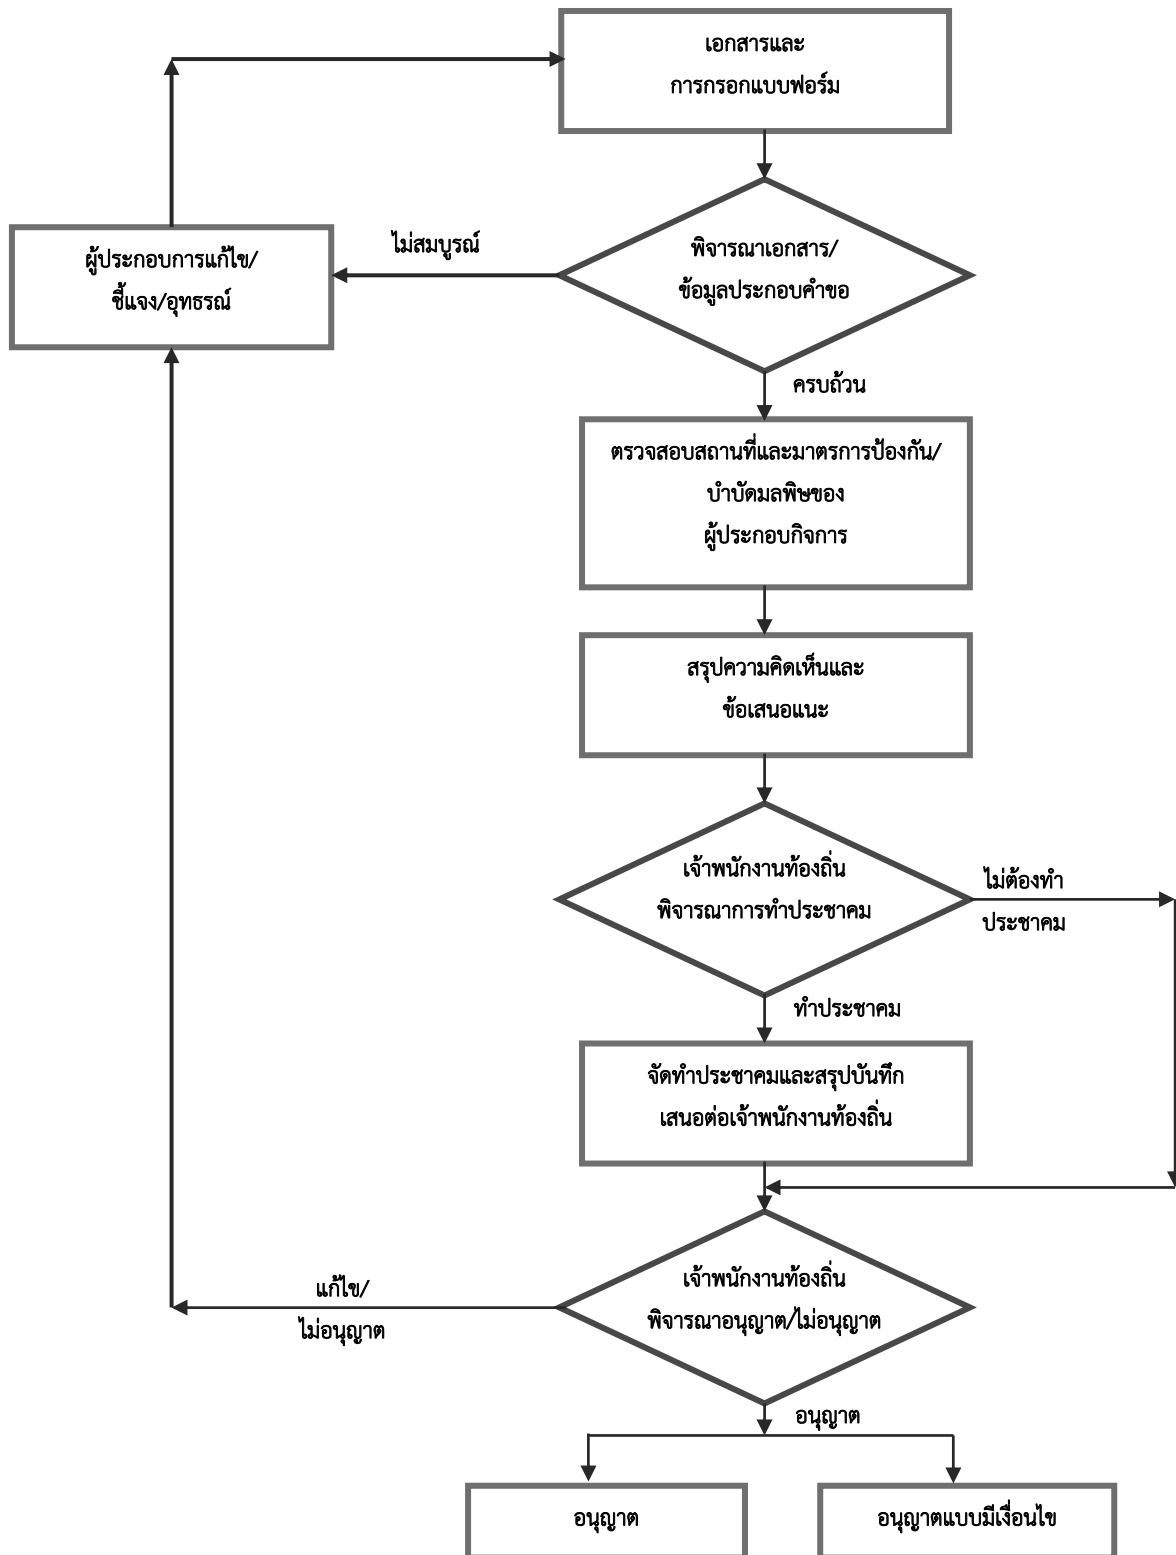 เอกสารและ
การกรอกแบบฟอร์ม
ไม่สมบูรณ์
พิจารณาเอกสาร/
ข้อมูลประกอบคำขอ
ผู้ประกอบการแก้ไข/
ชี้แจง/อุทธรณ์
ครบถ้วน
ตรวจสอบสถานที่และมาตรการป้องกัน/
บำบัดมลพิษของ
ผู้ประกอบกิจการ
สรุปความคิดเห็นและ
ข้อเสนอแนะ
เจ้าพนักงานท้องถิ่น
พิจารณาการทำประชาคม
ไม่ต้องทำ
ประชาคม
ทำประชาคม
จัดทำประชาคมและสรุปบันทึก
เสนอต่อเจ้าพนักงานท้องถิ่น
เจ้าพนักงานท้องถิ่น
พิจารณาอนุญาต/ไม่อนุญาต
แก้ไข/
ไม่อนุญาต
อนุญาต
อนุญาต
อนุญาตแบบมีเงื่อนไข